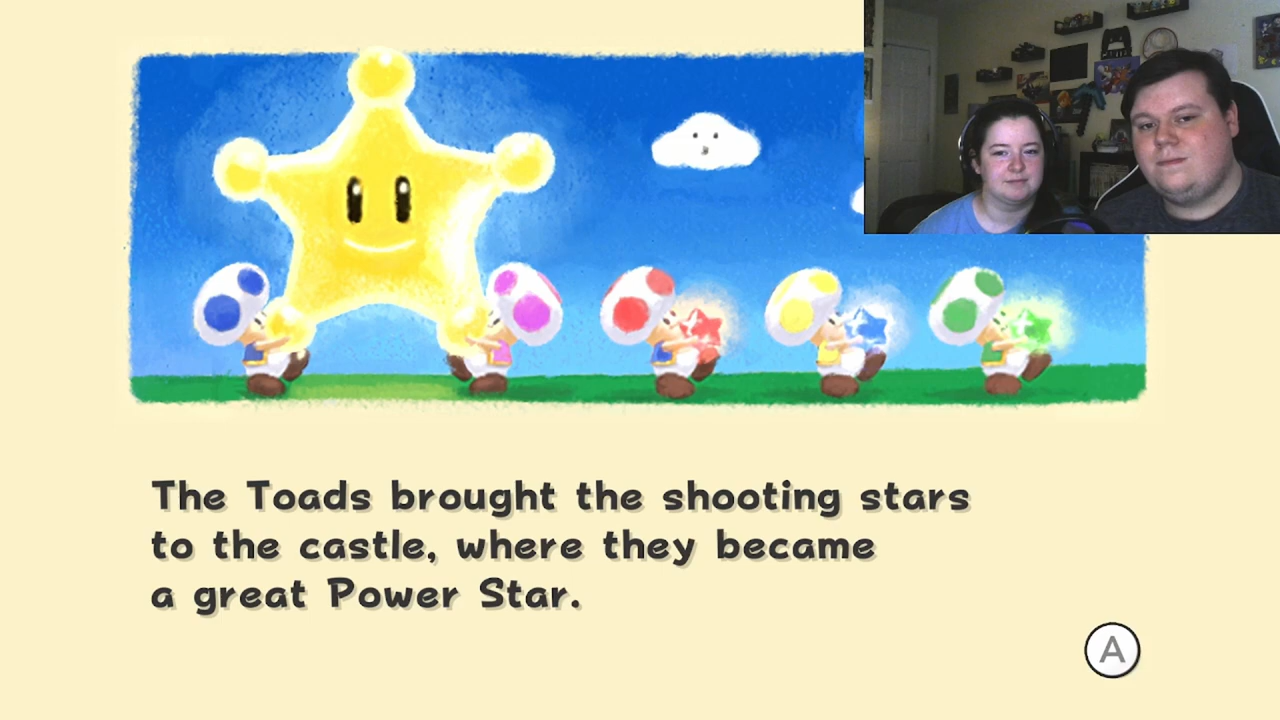 The Toads brought the shooting stars
to the castle, where they became
a great Power Star.
A